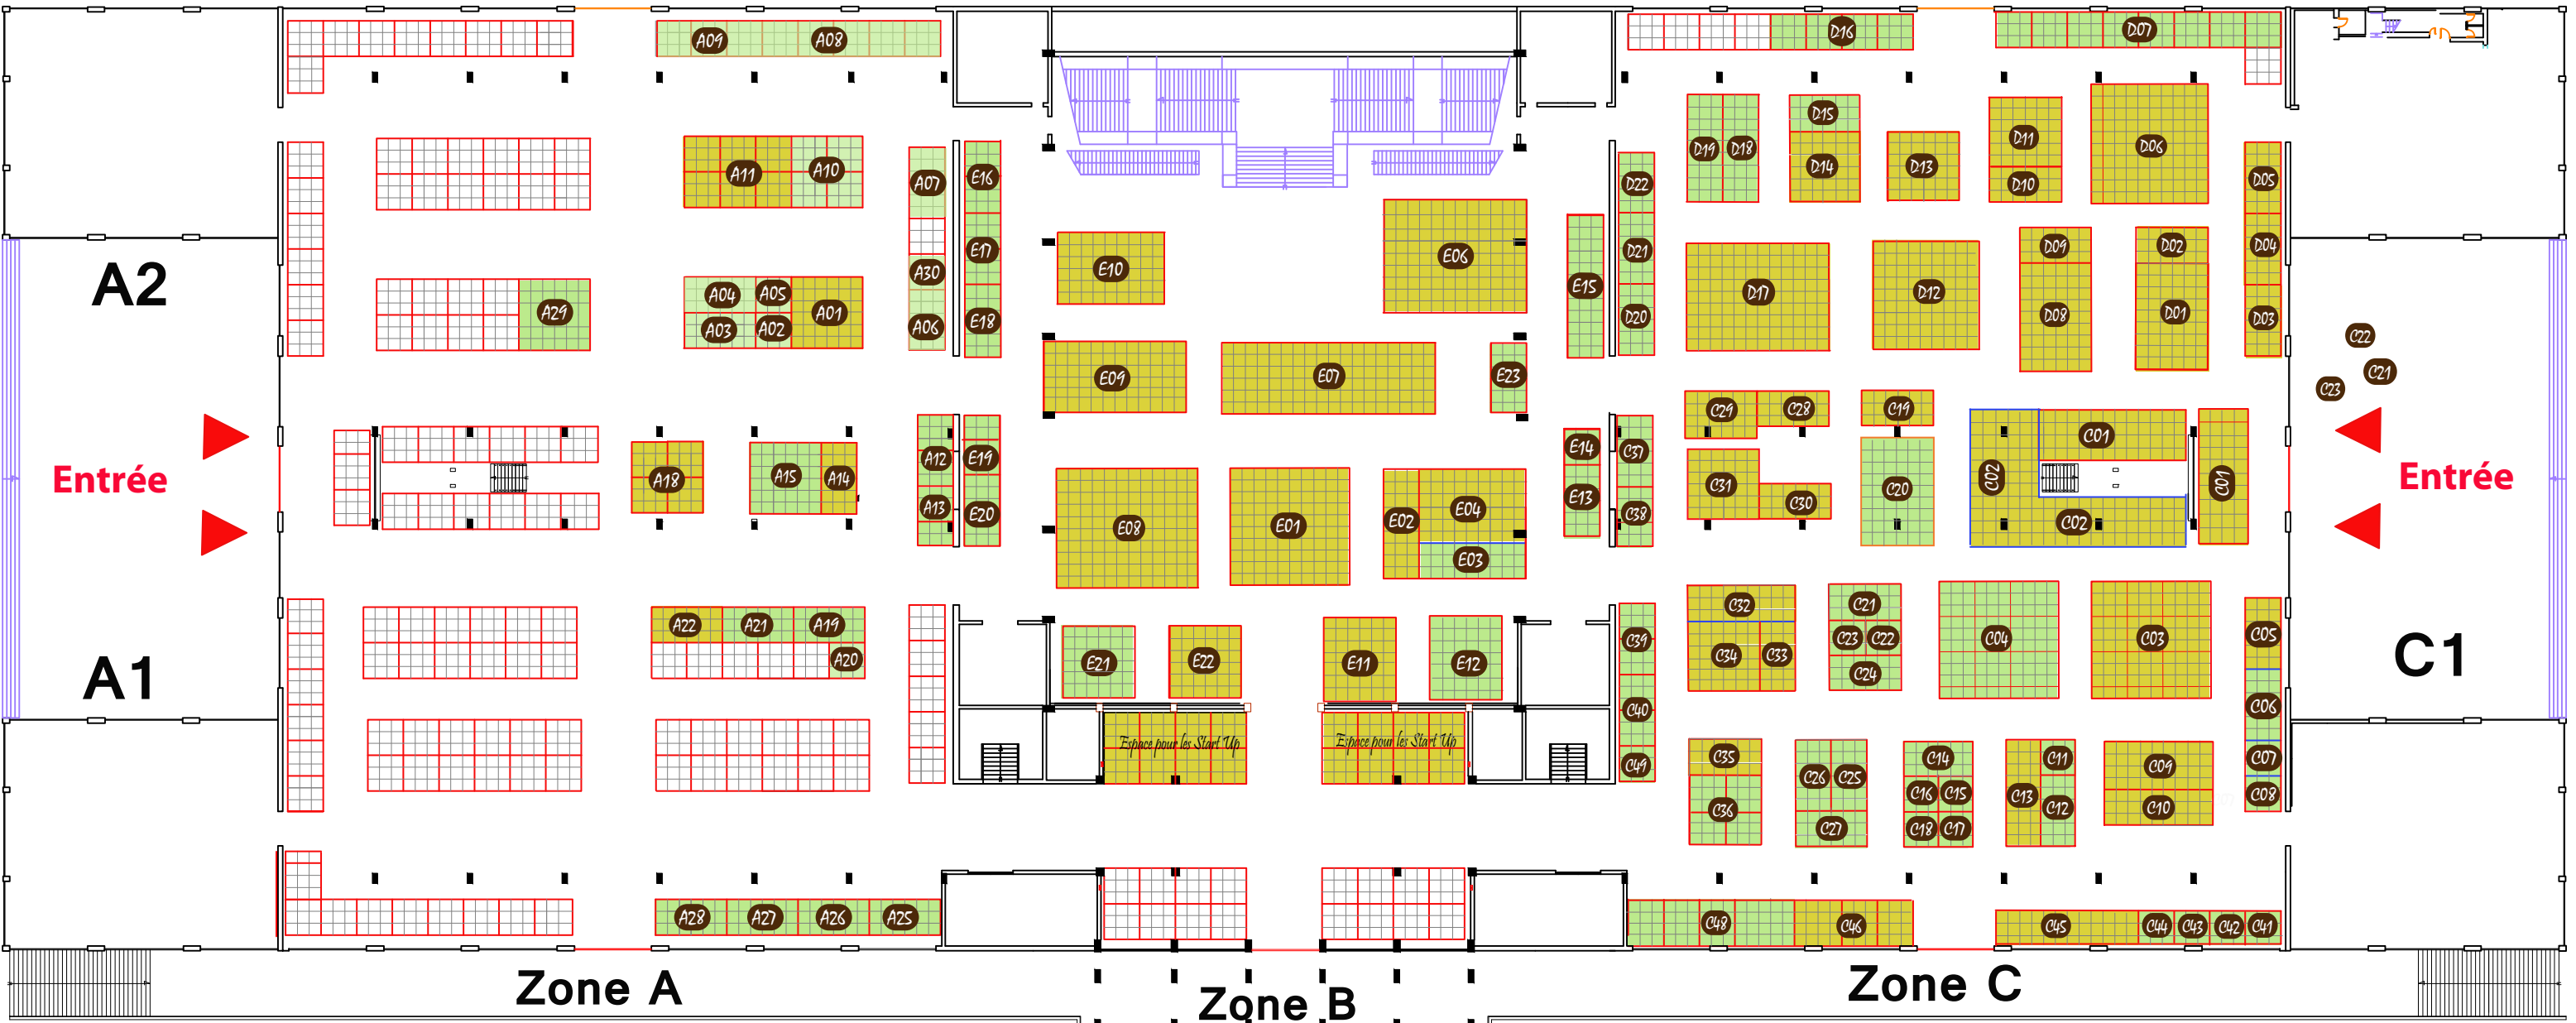 A09 A08 D16 D07
A11 A10 A07 E16 D22 D19 D18 D15 D14 D13 D11 D10 D06 D05
E17 D21 D04
A2 A29 A04 A05 A01 A03 A02 A30 A06 E18 E10 E06 E15 D20 D17 D12 D09 D08 D02 D01 D03
C22
C21
C23
E09 E07 E23
C29 C28 C19 C01
Entrée A18 A15 A14 A12 E19 E14 C37 C31 C30 C20 C02 C01 Entrée
A13 E20 E08 E01 E02 E04 E03 E13 C38 C02
A22 A21 A19 C32 C21
A1 A20 E21 E22 E11 E12 C39 C34 C33 C23 C22 C24 C04 C03 C05 C1
Espace pour les Start Up Espace pour les Start Up C40 C06
C49 C35 C26 C25 C14 C11 C09 C07
C36 C27 C16 C15 C18 C17 C13 C12 C10 C08
A28 A27 A26 A25 C48 C46 C45 C44 C43 C42 C41
Zone A Zone B Zone C